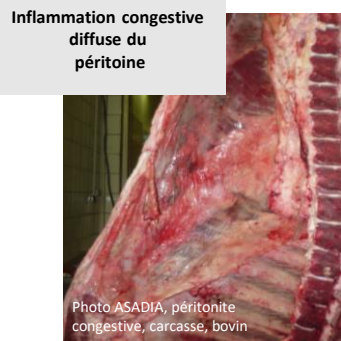 Inflammation congestive
diffuse du
péritoine
Photo ASADIA, péritonite
congestive, carcasse, bovin